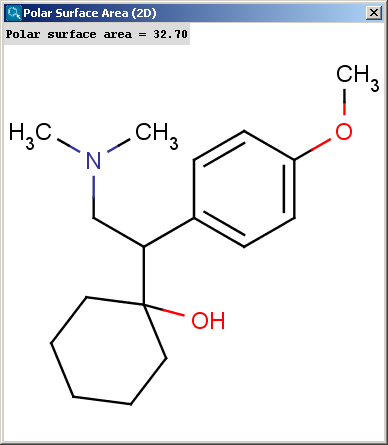 Polar Surface Area (2D)
Polar surface area = 32.70
CH3
H3C CH3 O
N
OH